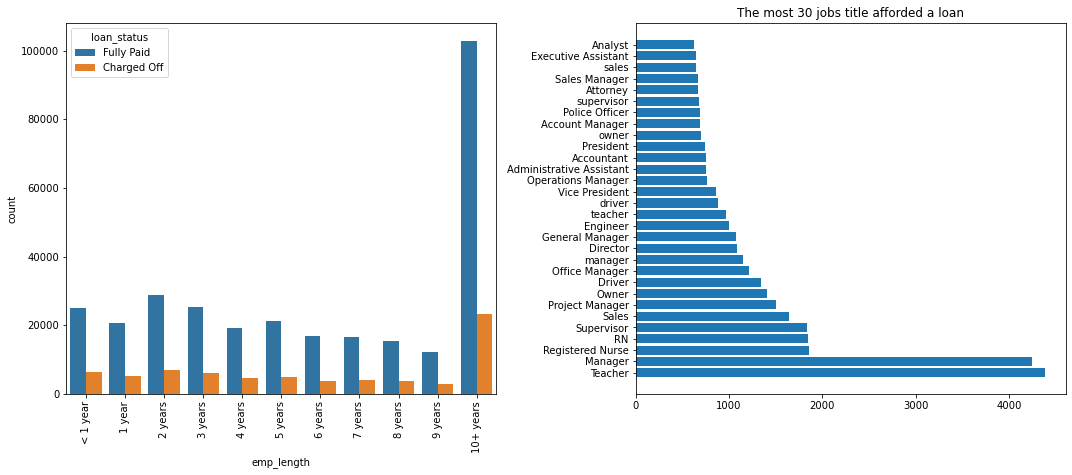 loan_status
Fully Paid
Charged Off
100000
80000
60000
40000
20000
0
count
< 1 year
1 year
2 years
3 years
4 years
5 years
6 years
7 years
8 years
9 years
10+ years
emp_length
The most 30 jobs title afforded a loan
Analyst
Executive Assistant
sales
Sales Manager
Attorney
supervisor
Police Officer
Account Manager
owner
President
Accountant
Administrative Assistant
Operations Manager
Vice President
driver
teacher
Engineer
General Manager
Director
manager
Office Manager
Driver
Owner
Project Manager
Sales
Supervisor
RN
Registered Nurse
Manager
Teacher
0
1000
2000
3000
4000